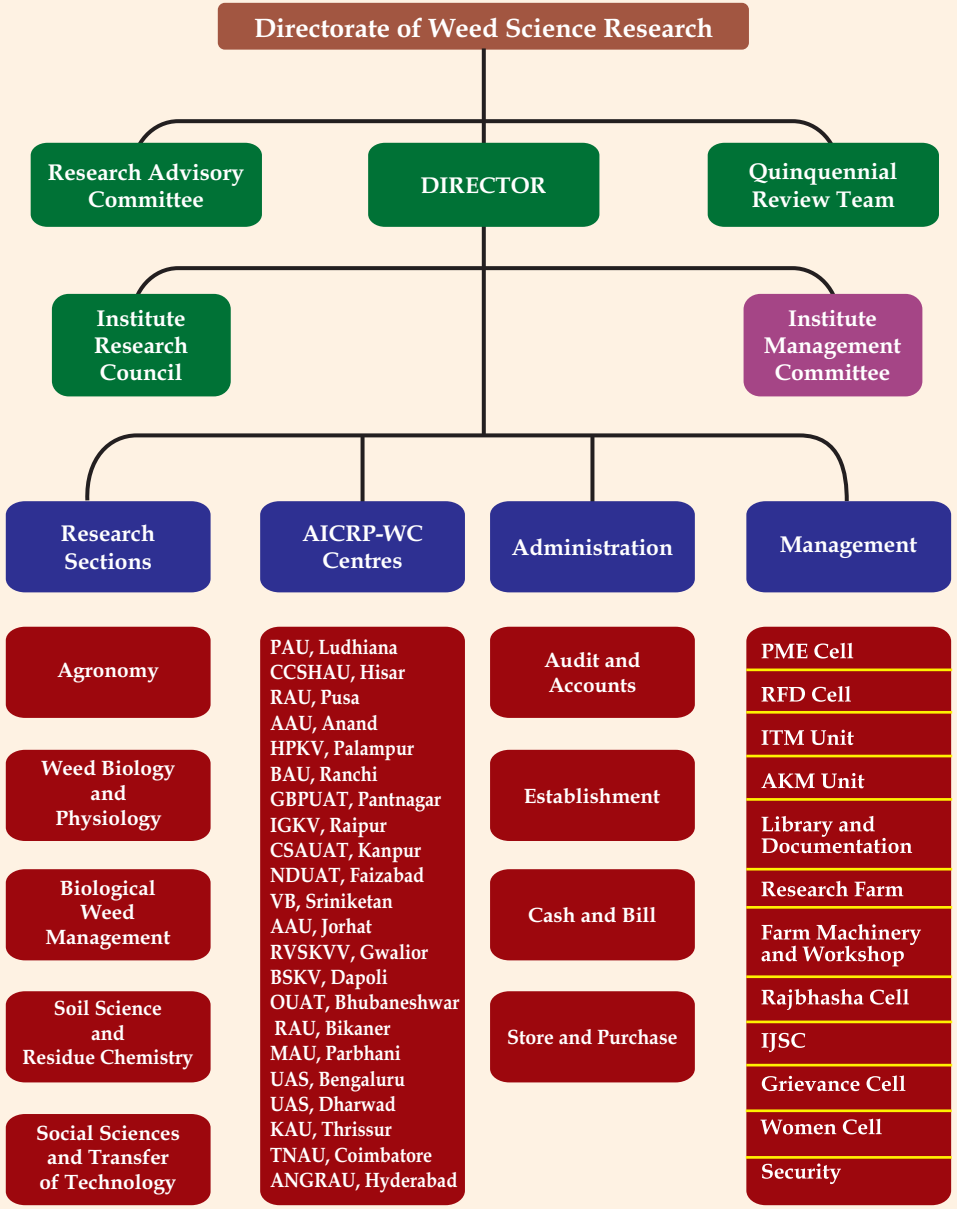 Directorate of Weed Science Research
Research Advisory
Committee
DIRECTOR
Quinquennial
Review Team
Institute
Research
Council
Institute
Management
Committee
Research
Sections
AICRP-WC
Centres
Administration
Management
Agronomy
Weed Biology
and
Physiology
Biological
Weed
Management
Soil Science
and
Residue Chemistry
Social Sciences
and Transfer
of Technology
PAU, Ludhiana
CCSHAU, Hisar
RAU, Pusa
AAU, Anand
HPKV, Palampur
BAU, Ranchi
GBPUAT, Pantnagar
IGKV, Raipur
CSAUAT, Kanpur
NDUAT, Faizabad
VB, Sriniketan
AAU, Jorhat
RVSKVV, Gwalior
BSKV, Dapoli
OUAT, Bhubaneshwar
RAU, Bikaner
MAU, Parbhani
UAS, Bengaluru
UAS, Dharwad
KAU, Thrissur
TNAU, Coimbatore
ANGRAU, Hyderabad
Audit and
Accounts
Establishment
Cash and Bill
Store and Purchase
PME Cell
RFD Cell
ITM Unit
AKM Unit
Library and
Documentation
Research Farm
Farm Machinery
and Workshop
Rajbhasha Cell
IJSC
Grievance Cell
Women Cell
Security